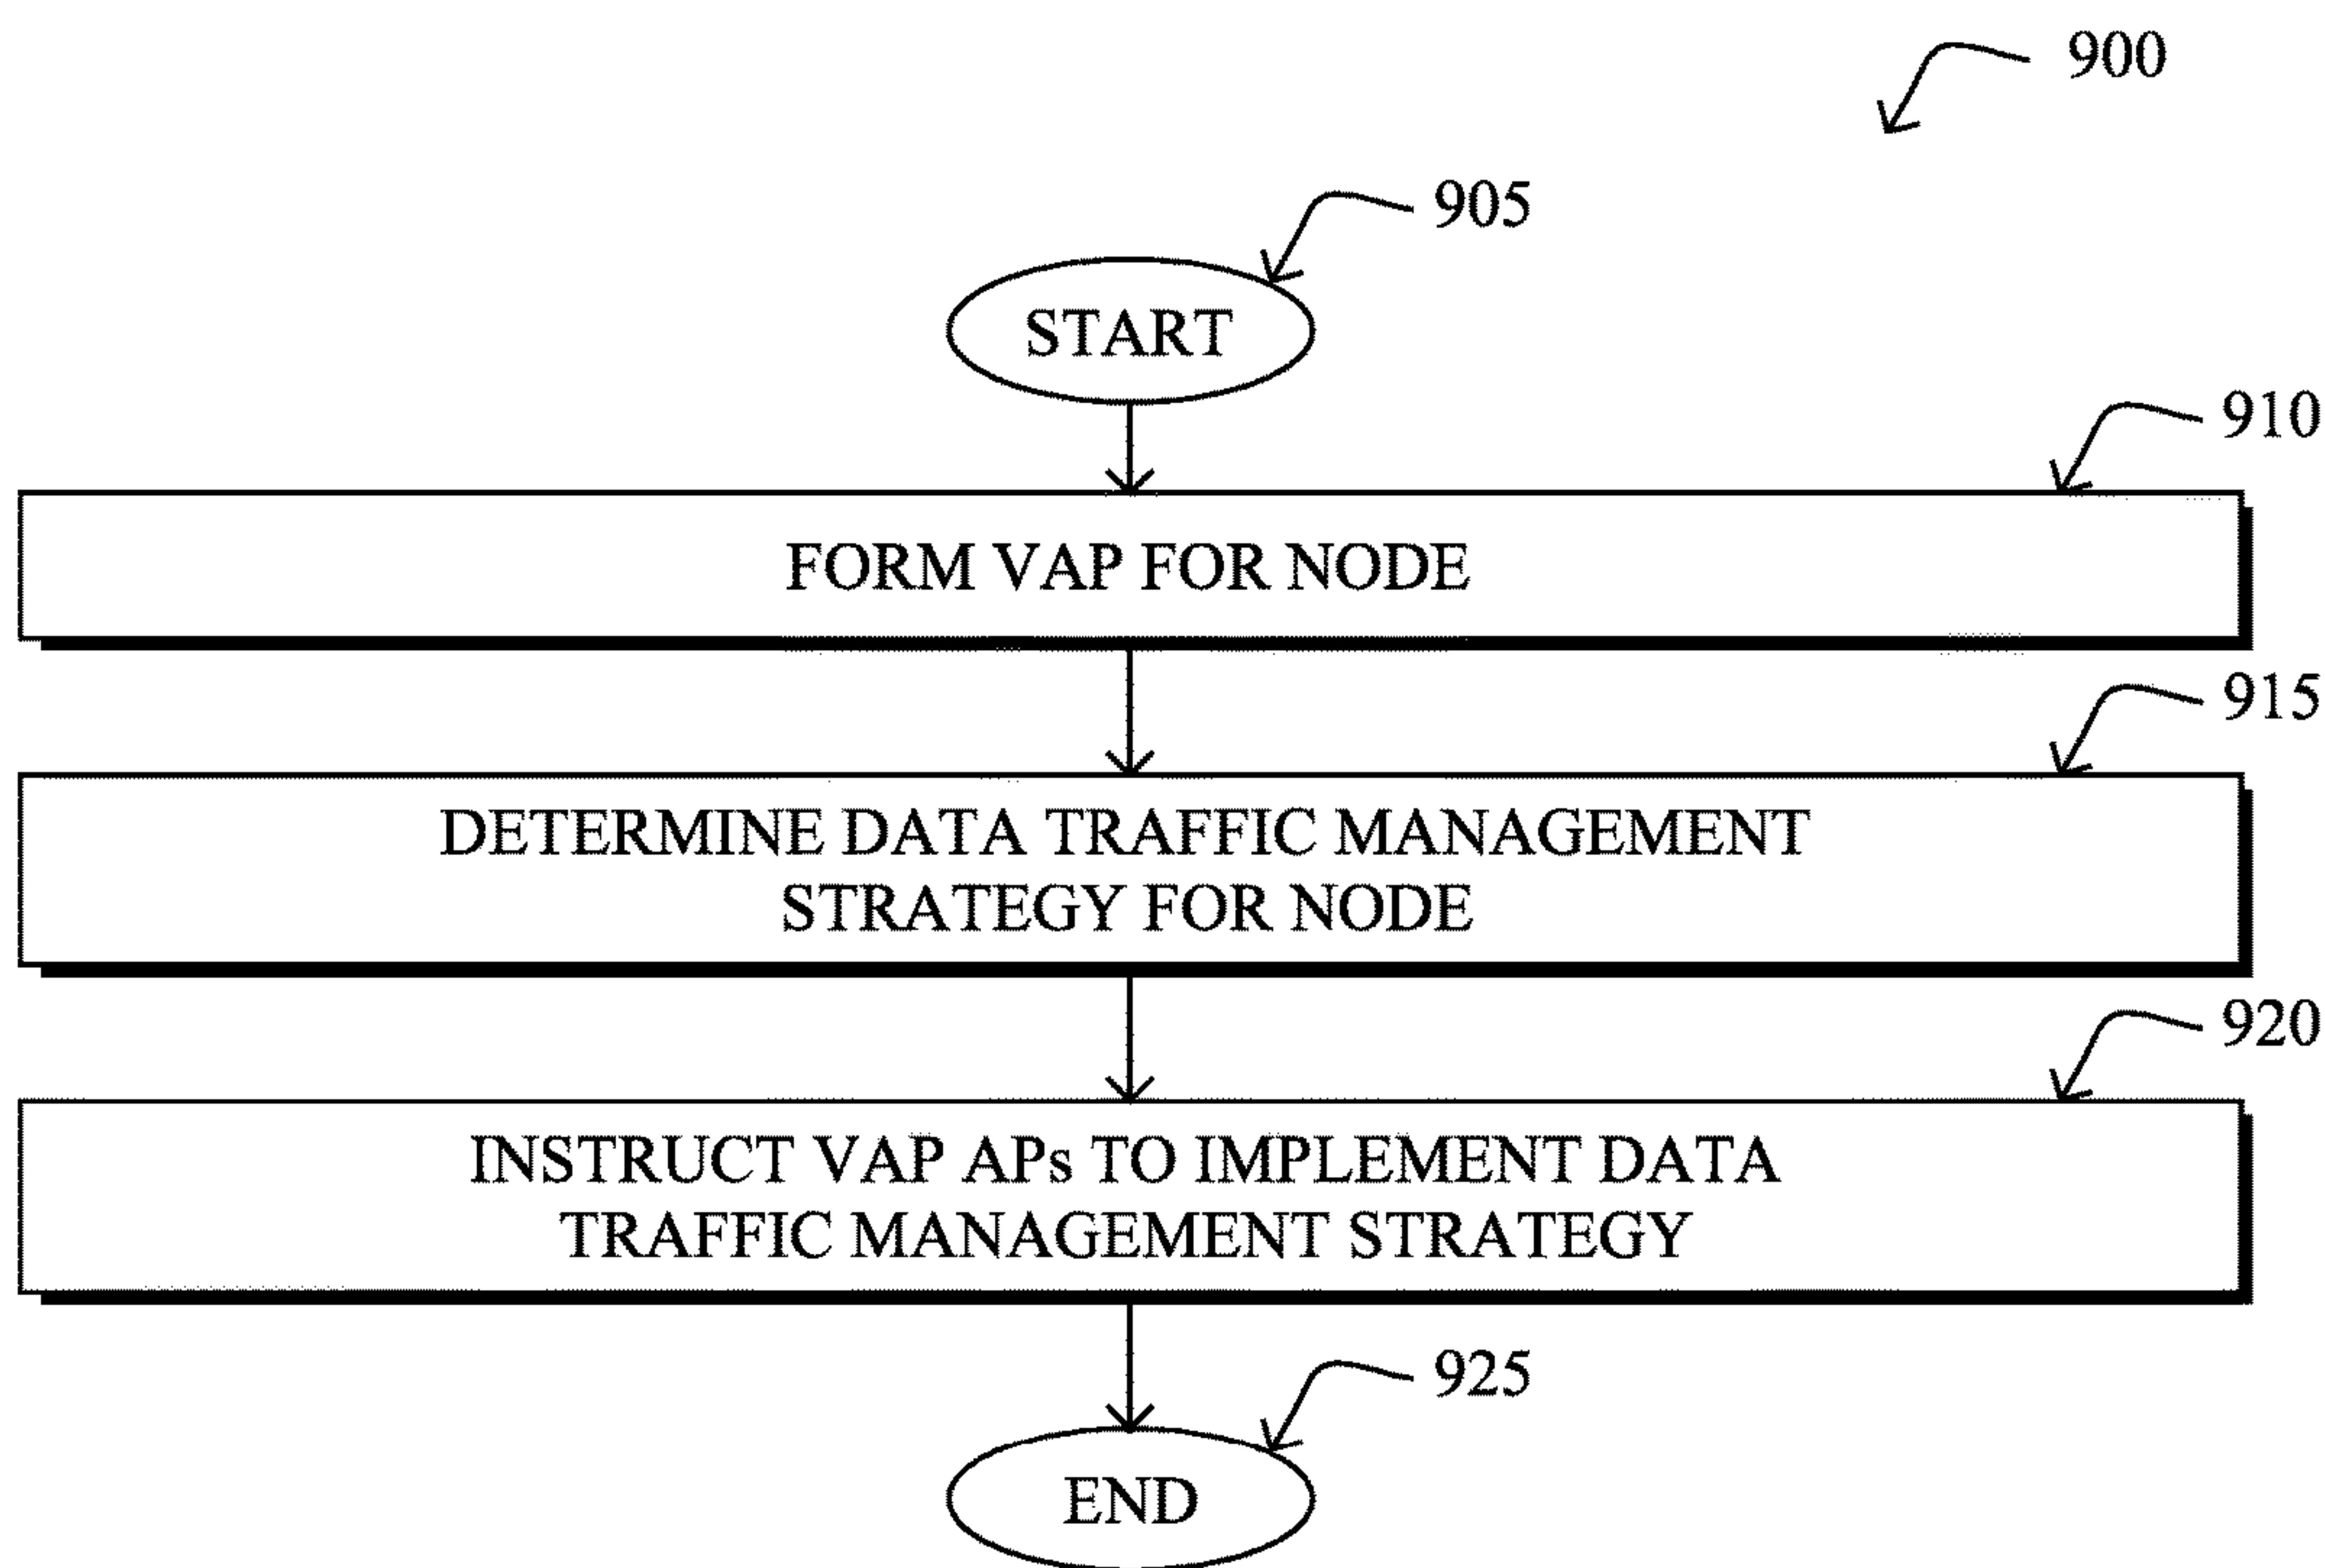 900
905
START
910
FORM VAP FOR NODE
915
DETERMINE DATA TRAFFIC MANAGEMENT
STRATEGY FOR NODE
920
INSTRUCT VAP APs TO IMPLEMENT DATA
TRAFFIC MANAGEMENT STRATEGY
925
END